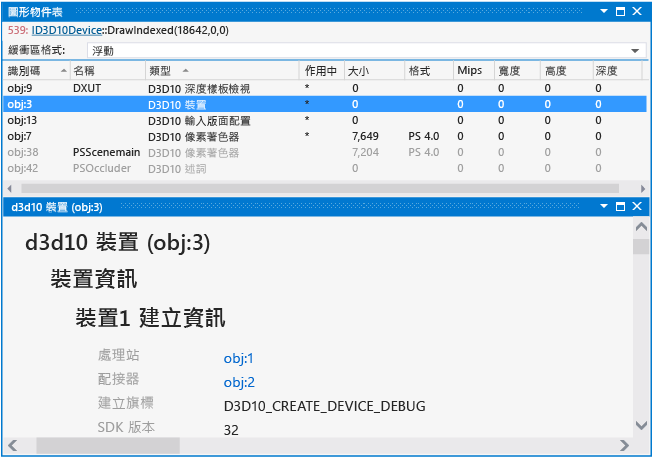 圖形物件表
539: ID3D10Device::DrawIndexed(18642,0,0)
緩衝區格式: 浮動
識別碼 名稱 類型 作用中 大小 格式 Mips 寬度 高度 深度
obj:9 DXUT D3D10 深度樣板檢視 * 0 0 0 0 0
obj:3 D3D10 裝置 * 0 0 0 0 0
obj:13 D3D10 輸入版面配置 * 0 0 0 0 0
obj:7 D3D10 像素著色器 * 7,649 PS 4.0 0 0 0 0
obj:38 PSScenemain D3D10 像素著色器 7,204 PS 4.0 0 0 0 0
obj:42 PSOccluder D3D10 述詞 0 0 0 0 0
d3d10 裝置 (obj:3)
d3d10 裝置 (obj:3)
裝置資訊
裝置1 建立資訊
處理站 obj:1
配接器 obj:2
建立旗標 D3D10_CREATE_DEVICE_DEBUG
SDK 版本 32